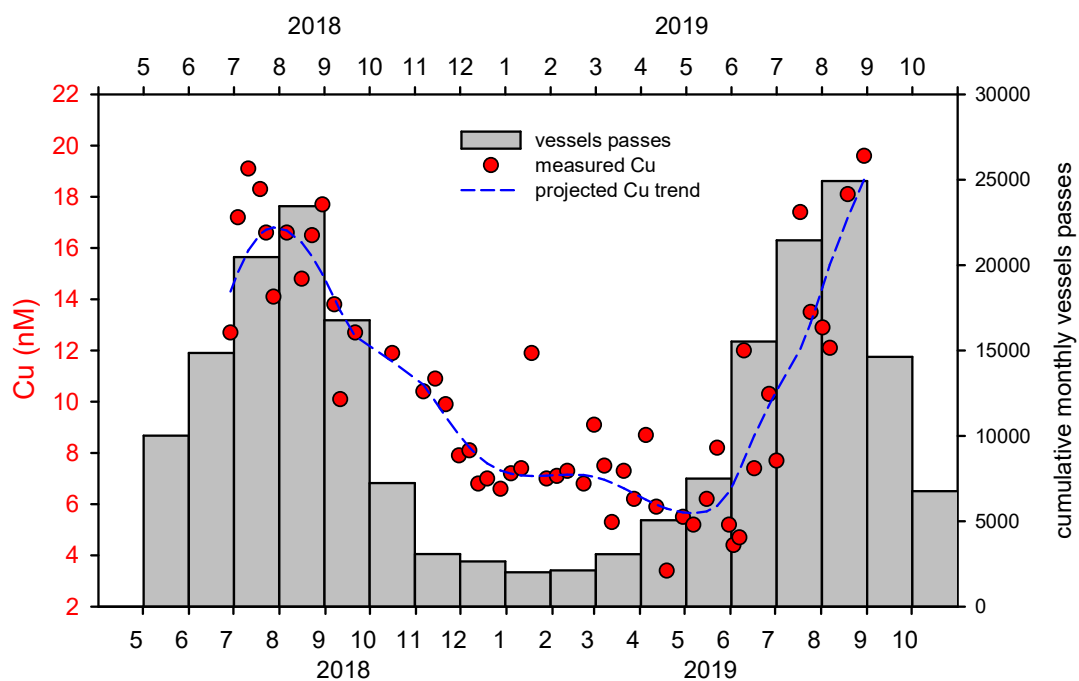 2018 2019
5 6 7 8 9 10 11 12 1 2 3 4 5 6 7 8 9 10
22 30000
20
18 25000
16 20000
14
12 15000
10 10000
8
6 5000
4
2 0
Cu (nM)
cumulative monthly vessels passes
vessels passes
measured Cu
projected Cu trend
5 6 7 8 9 10 11 12 1 2 3 4 5 6 7 8 9 10
2018 2019